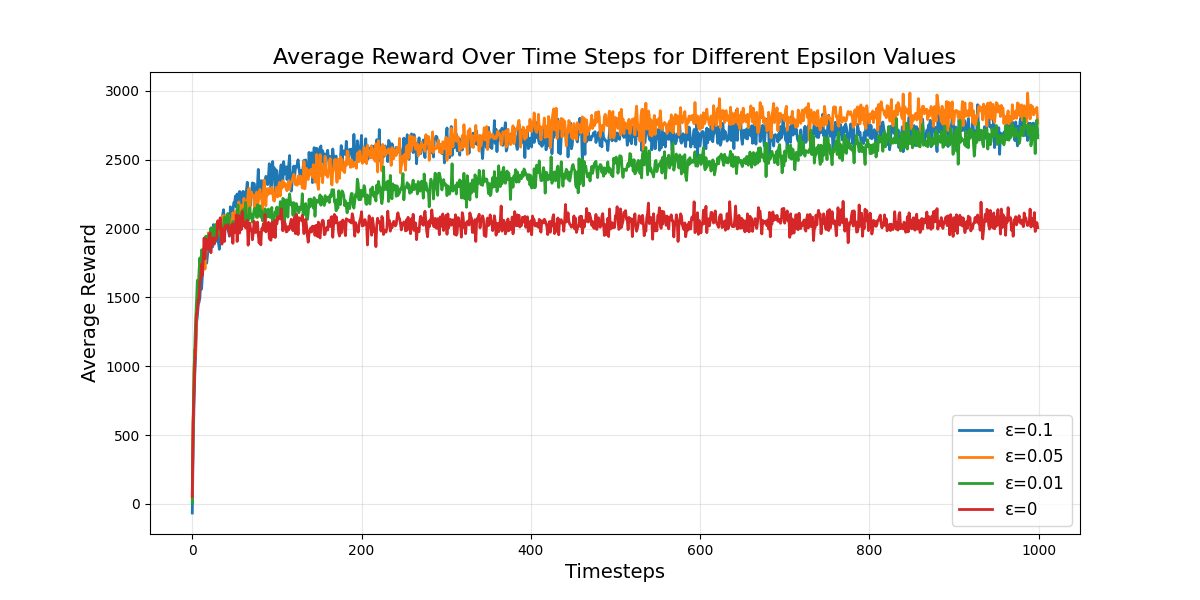 Average Reward Over Time Steps for Different Epsilon Values
Average Reward
3000
2500
2000
1500
1000
500
0
0 200 400 600 800 1000
Timesteps
ε=0.1
ε=0.05
ε=0.01
ε=0